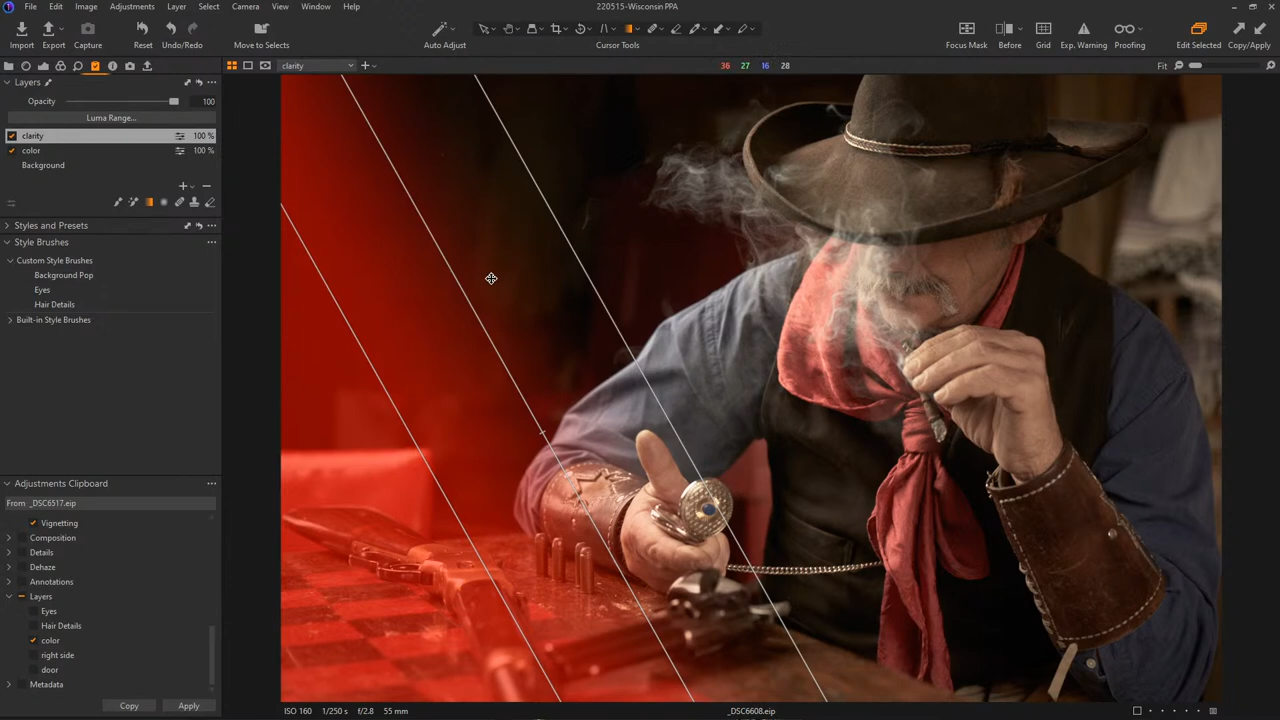 File Edit Image Adjustments Layer Select Camera View Window Help
220515-Wisconsin PPA
Import Export Capture Reset Undo/Redo Move to Selects Auto Adjust Cursor Tools Focus Mask Before Grid Exp. Warning Proofing Edit Selected Copy/Apply
clarity
36 27 16 28
Fit
Layers
Opacity 100
Luma Range...
clarity 100 %
color 100 %
Background
Styles and Presets
Style Brushes
Custom Style Brushes
Background Pop
Eyes
Hair Details
Built-in Style Brushes
Adjustments Clipboard
From _DSC6517.eip
Vignetting
Composition
Details
Dehaze
Annotations
Layers
Eyes
Hair Details
color
right side
door
Metadata
Copy Apply
ISO 160 1/250 s f/2.8 55 mm
_DSC6608.eip